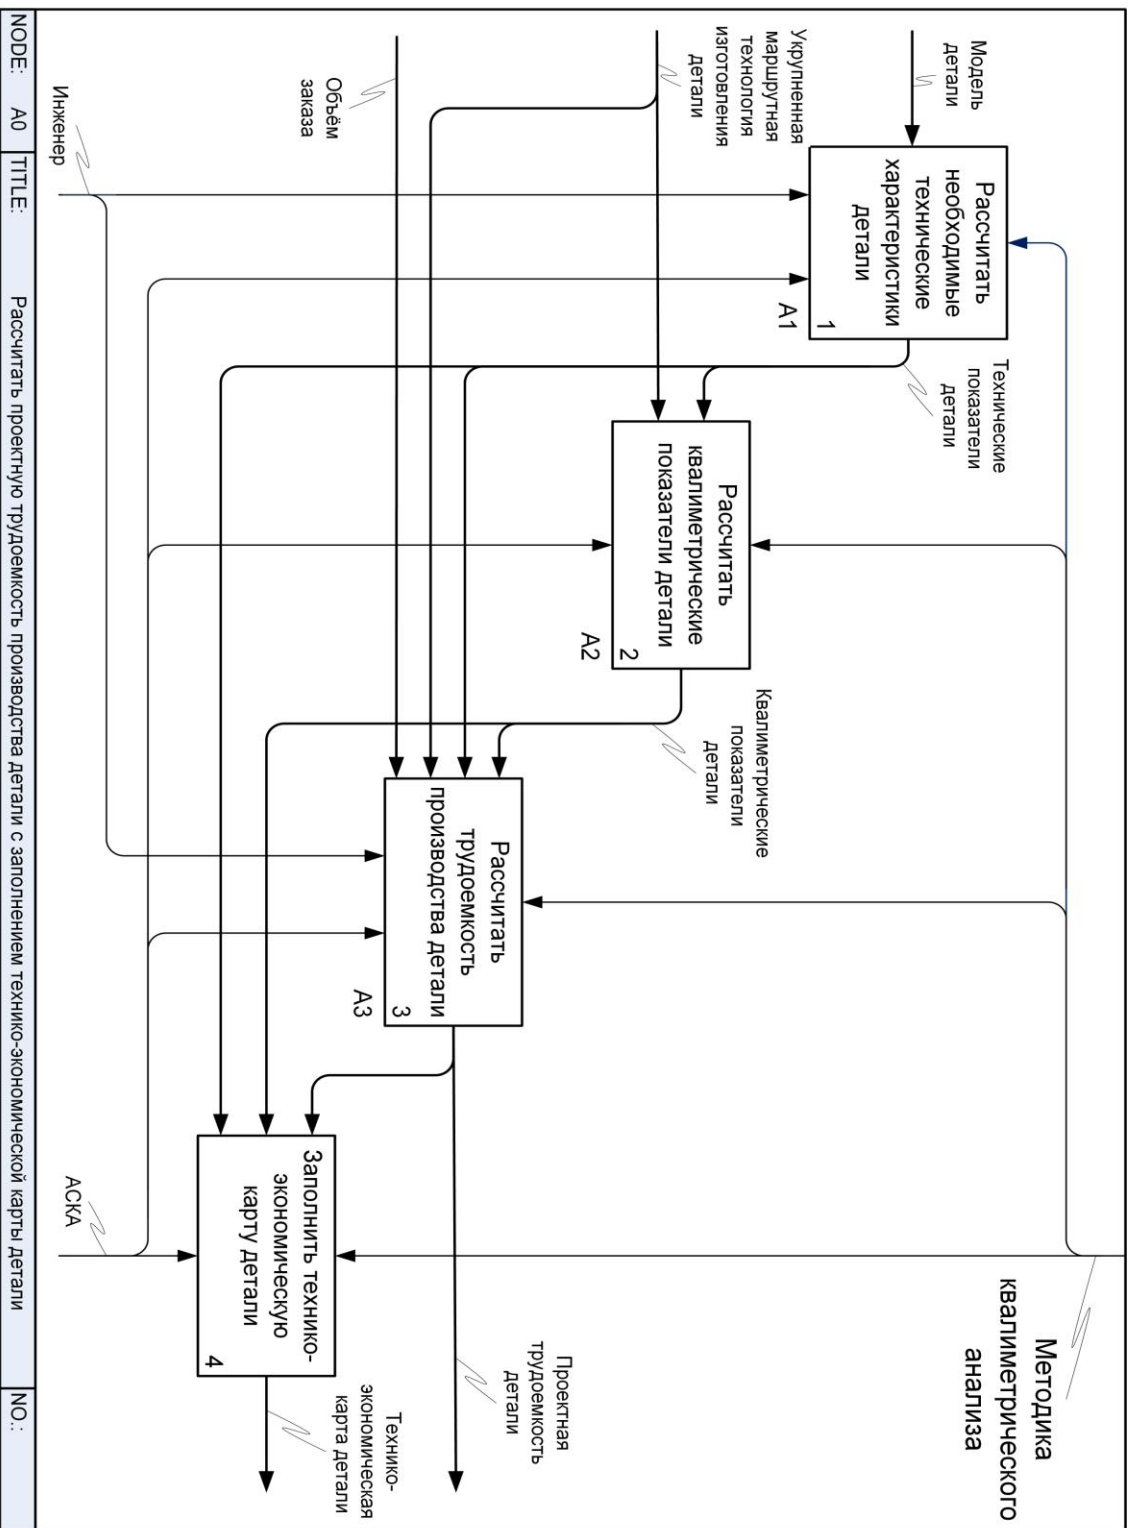 Методика
квалиметрического
анализа
Модель
детали
Укрупненная
маршрутная
технология
изготовления
детали
Объём
заказа
Рассчитать
необходимые
технические
характеристики
детали
1
A1
Технические
показатели
детали
Рассчитать
квалиметрические
показатели детали
2
A2
Квалиметрические
показатели
детали
Рассчитать
трудоемкость
производства детали
3
A3
Проектная
трудоемкость
детали
Заполнить технико-
экономическую
карту детали
4
Технико-
экономическая
карта детали
Инженер
АСКА
NODE: A0 TITLE: Рассчитать проектную трудоемкость производства детали с заполнением технико-экономической карты детали NO.: